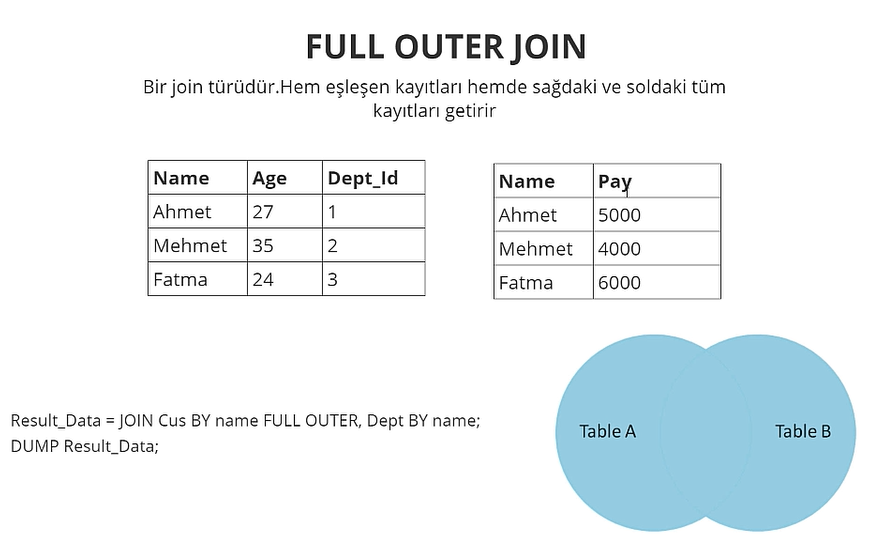 FULL OUTER JOIN
Bir join türüdür.Hem eşleşen kayıtları hemde sağdaki ve soldaki tüm
kayıtları getirir
Name Age Dept_Id
Ahmet 27 1
Mehmet 35 2
Fatma 24 3
Name Pay
Ahmet 5000
Mehmet 4000
Fatma 6000
Result_Data = JOIN Cus BY name FULL OUTER, Dept BY name;
DUMP Result_Data;
Table A
Table B